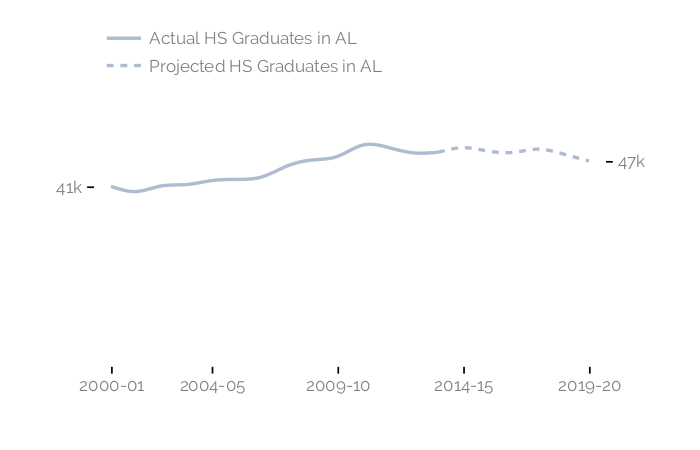 Actual HS Graduates in AL
Projected HS Graduates in AL
47k
41k
2000-01 2004-05 2009-10 2014-15 2019-20